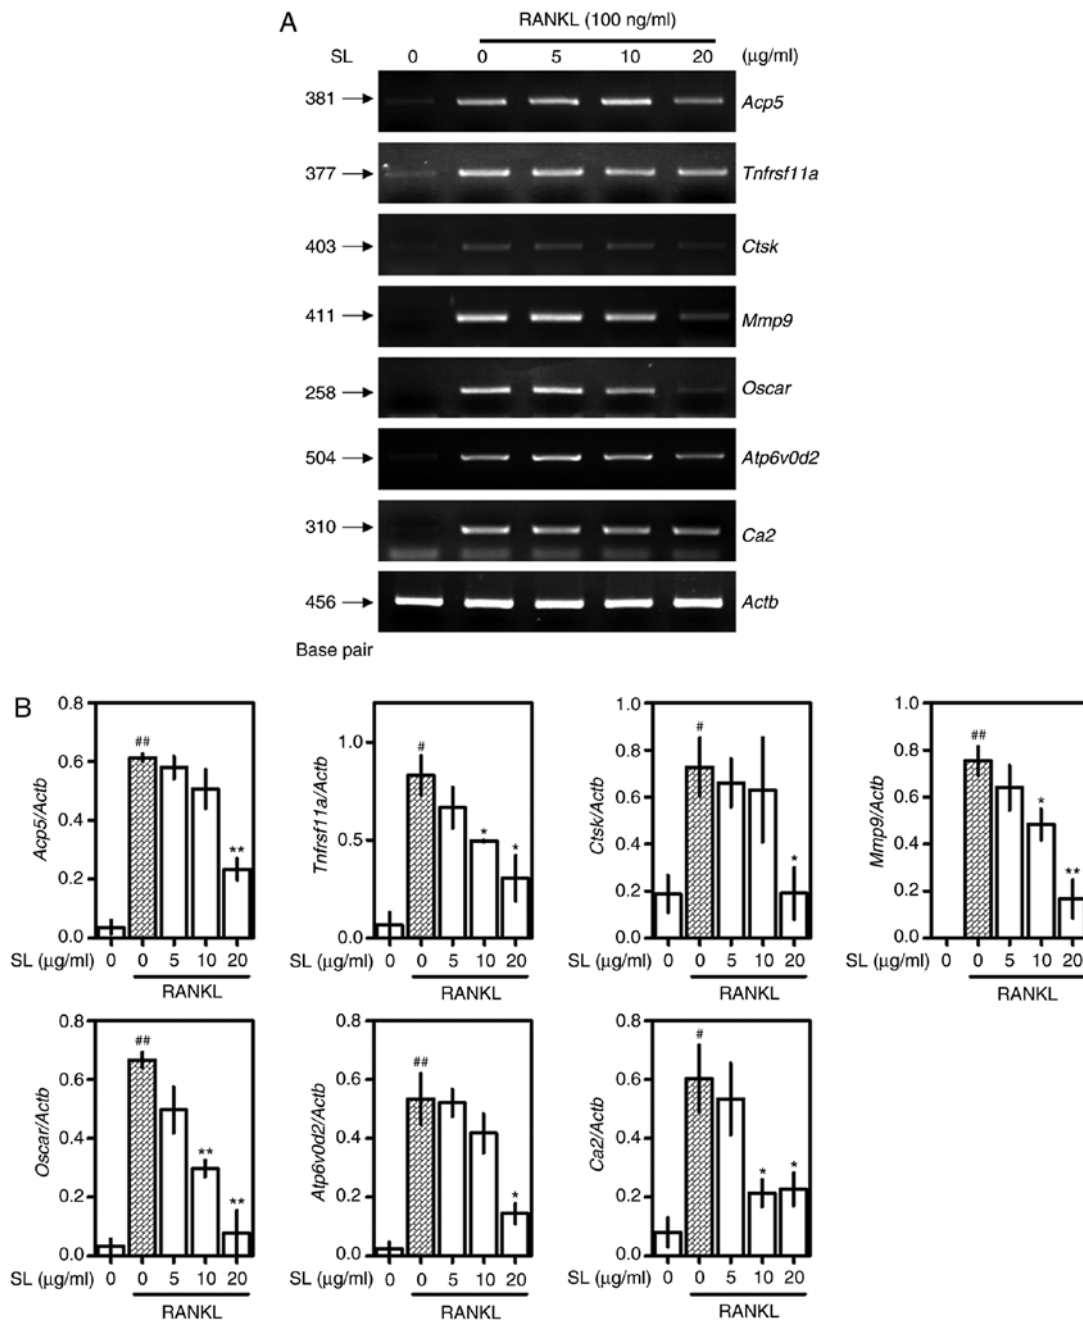 A
RANKL (100 ng/ml)
SL 0 0 5 10 20 (μg/ml)
381 Acp5
377 Tnfrsf11a
403 Ctsk
411 Mmp9
258 Oscar
504 Atp6v0d2
310 Ca2
456 Actb
Base pair
B
Acp5/Actb
0.8
0.6
0.4
0.2
0.0
##
**
SL (μg/ml) 0 0 5 10 20
RANKL
Tnfrsf11a/Actb
1.0
0.5
0.0
#
*
*
SL (μg/ml) 0 0 5 10 20
RANKL
Ctsk/Actb
1.0
0.8
0.6
0.4
0.2
0.0
#
*
SL (μg/ml) 0 0 5 10 20
RANKL
Mmp9/Actb
1.0
0.8
0.6
0.4
0.2
0.0
##
*
**
SL (μg/ml) 0 0 5 10 20
RANKL
Oscar/Actb
0.8
0.6
0.4
0.2
0.0
##
**
**
SL (μg/ml) 0 0 5 10 20
RANKL
Atp6v0d2/Actb
0.8
0.6
0.4
0.2
0.0
##
*
SL (μg/ml) 0 0 5 10 20
RANKL
Ca2/Actb
0.8
0.6
0.4
0.2
0.0
#
*
*
SL (μg/ml) 0 0 5 10 20
RANKL